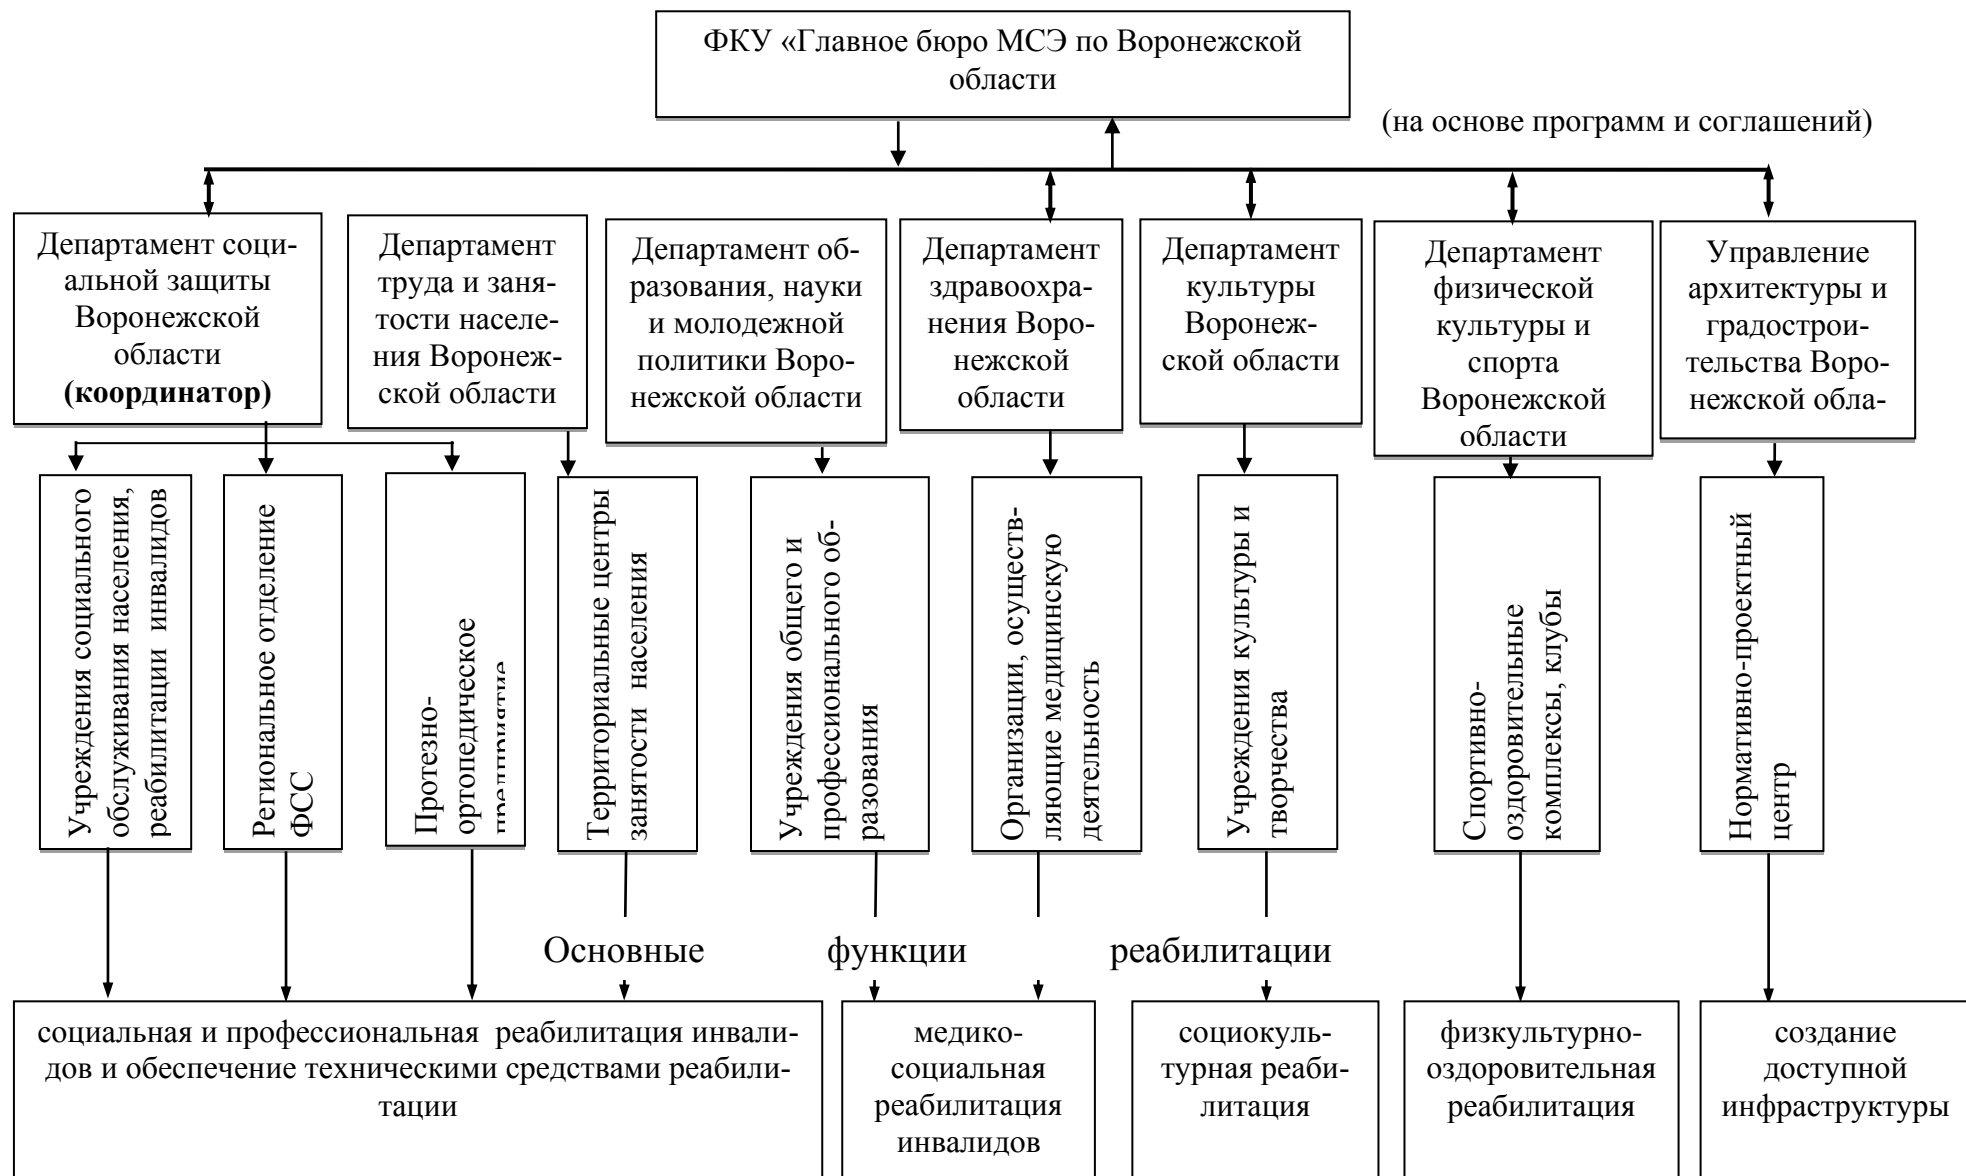 ФКУ «Главное бюро МСЭ по Воронежской
области
(на основе программ и соглашений)
Департамент соци-
альной защиты
Воронежской
области
(координатор)
Департамент
труда и заня-
тости населе-
ния Воронеж-
ской области
Департамент об-
разования, науки
и молодежной
политики Воро-
нежской области
Департамент
здравоохра-
нения Воро-
нежской
области
Департамент
культуры
Воронеж-
ской области
Департамент
физической
культуры и
спорта
Воронежской
области
Управление
архитектуры и
градострои-
тельства Воро-
нежской обла-
Учреждения социального
обслуживания населения,
реабилитации инвалидов
Региональное отделение
ФСС
Протезно-
ортопедическое
предприятие
Территориальные центры
занятости населения
Учреждения общего и
профессионального об-
разования
Организации, осуществ-
ляющие медицинскую
деятельность
Учреждения культуры и
творчества
Спортивно-
оздоровительные
комплексы, клубы
Нормативно-проектный
центр
Основные функции реабилитации
социальная и профессиональная реабилитация инвали-
дов и обеспечение техническими средствами реабили-
тации
медико-
социальная
реабилитация
инвалидов
социокуль-
турная реаби-
литация
физкультурно-
оздоровительная
реабилитация
создание
доступной
инфраструктуры